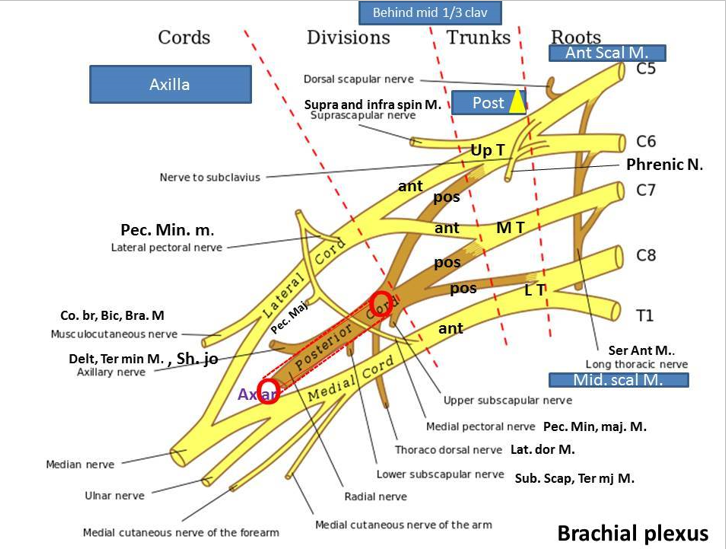 Behind mid 1/3 clav
Cords
Divisions
Trunks
Roots
Ant Scal M.
Axilla
Dorsal scapular nerve
C5
Supra and infra spin M.
Suprascapular nerve
Post
Up T
C6
Nerve to subclavius
Phrenic N.
ant
pos
C7
Pec. Min. m.
Lateral pectoral nerve
ant
M T
pos
C8
Lateral Cord
pos
L T
Co. br, Bic, Bra. M
Musculocutaneous nerve
Pec. Maj
Posterior Cord
ant
T1
Delt, Ter min M. , Sh. jo
Axillary nerve
Ser Ant M..
Long thoracic nerve
Mid. scal M.
Medial Cord
Upper subscapular nerve
Medial pectoral nerve
Pec. Min, maj. M.
Thoraco dorsal nerve
Lat. dor M.
Median nerve
Lower subscapular nerve
Sub. Scap, Ter mj M.
Ulnar nerve
Radial nerve
Medial cutaneous nerve of the forearm
Medial cutaneous nerve of the arm
Brachial plexus